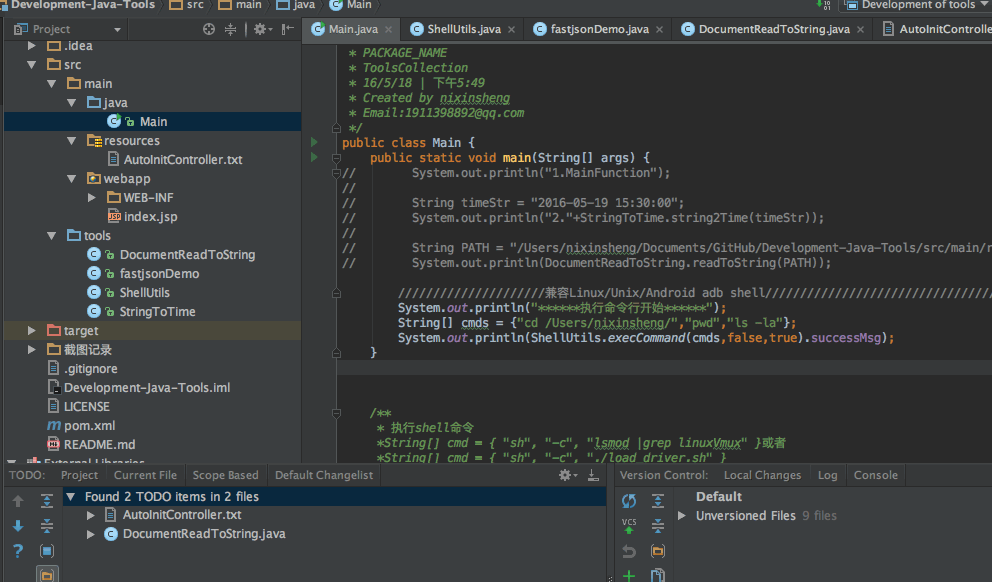 Development-Java-Tools src main java Main
Development of tools
Project
Main.java ShellUtils.java fastjsonDemo.java DocumentReadToString.java AutoInitControlle
.idea
src
main
java
Main
resources
AutoInitController.txt
webapp
WEB-INF
index.jsp
tools
DocumentReadToString
fastjsonDemo
ShellUtils
StringToTime
target
截图记录
.gitignore
Development-Java-Tools.iml
LICENSE
pom.xml
README.md
External Libraries
* PACKAGE_NAME
* ToolsCollection
* 16/5/18 | 下午5:49
* Created by nixinsheng
* Email:1911398892@qq.com
*/
public class Main {
public static void main(String[] args) {
// System.out.println("1.MainFunction");
//
// String timeStr = "2016-05-19 15:30:00";
// System.out.println("2."+StringToTime.string2Time(timeStr));
//
// String PATH = "/Users/nixinsheng/Documents/GitHub/Development-Java-Tools/src/main/r
// System.out.println(DocumentReadToString.readToString(PATH));
/////////////////////兼容Linux/Unix/Android adb shell/////////////////////////////////
System.out.println("******执行命令行开始******");
String[] cmds = {"cd /Users/nixinsheng/","pwd","ls -la"};
System.out.println(ShellUtils.execCommand(cmds,false,true).successMsg);
}
/**
* 执行shell命令
*String[] cmd = { "sh", "-c", "lsmod |grep linuxVmux" }或者
*String[] cmd = { "sh", "-c", "./load_driver.sh" }
TODO: Project Current File Scope Based Default Changelist
Found 2 TODO items in 2 files
AutoInitController.txt
DocumentReadToString.java
Version Control: Local Changes Log Console
Default
Unversioned Files 9 files
VCS